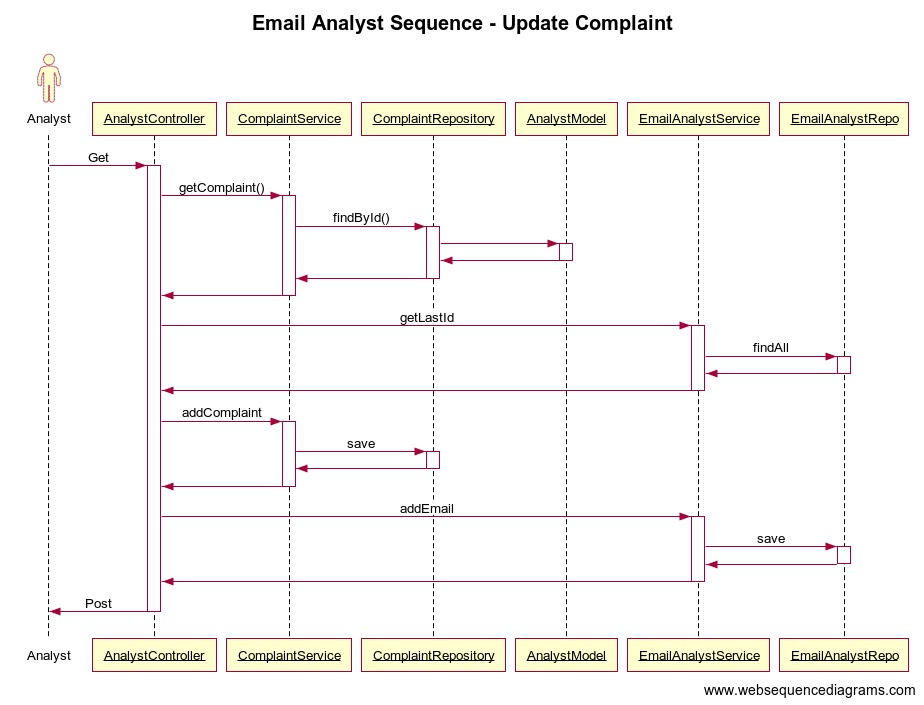 Email Analyst Sequence - Update Complaint
Analyst
AnalystController
ComplaintService
ComplaintRepository
AnalystModel
EmailAnalystService
EmailAnalystRepo
Get
getComplaint()
findById()
getLastId
findAll
addComplaint
save
addEmail
save
Post
Analyst
AnalystController
ComplaintService
ComplaintRepository
AnalystModel
EmailAnalystService
EmailAnalystRepo
www.websequencediagrams.com